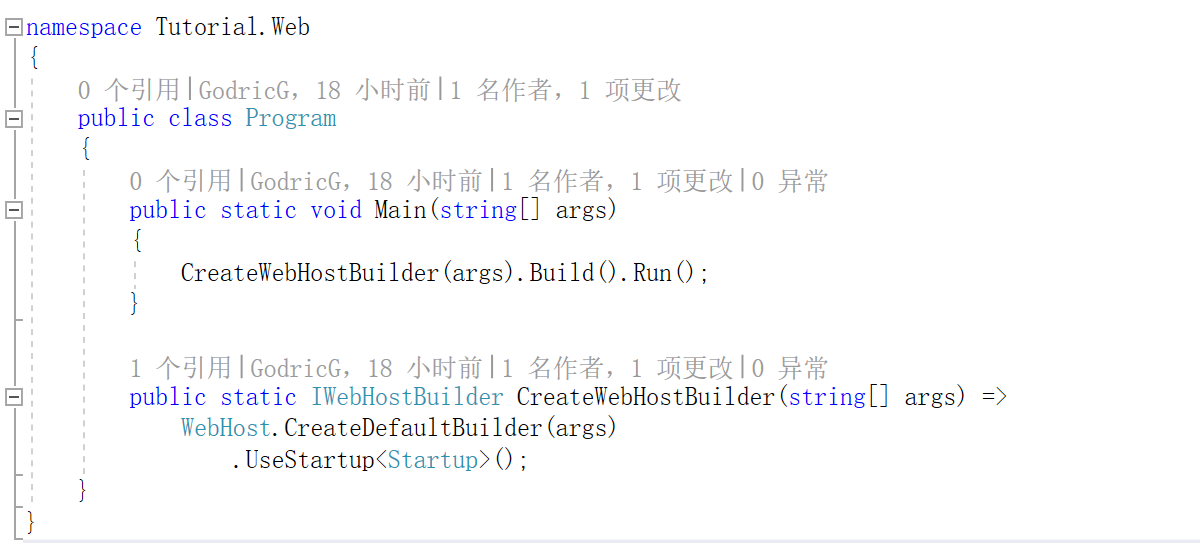 namespace Tutorial.Web
{
0 个引用|GodricG，18 小时前|1 名作者，1 项更改
public class Program
{
0 个引用|GodricG，18 小时前|1 名作者，1 项更改|0 异常
public static void Main(string[] args)
{
CreateWebHostBuilder(args).Build().Run();
}
1 个引用|GodricG，18 小时前|1 名作者，1 项更改|0 异常
public static IWebHostBuilder CreateWebHostBuilder(string[] args) =>
WebHost.CreateDefaultBuilder(args)
.UseStartup<Startup>();
}
}